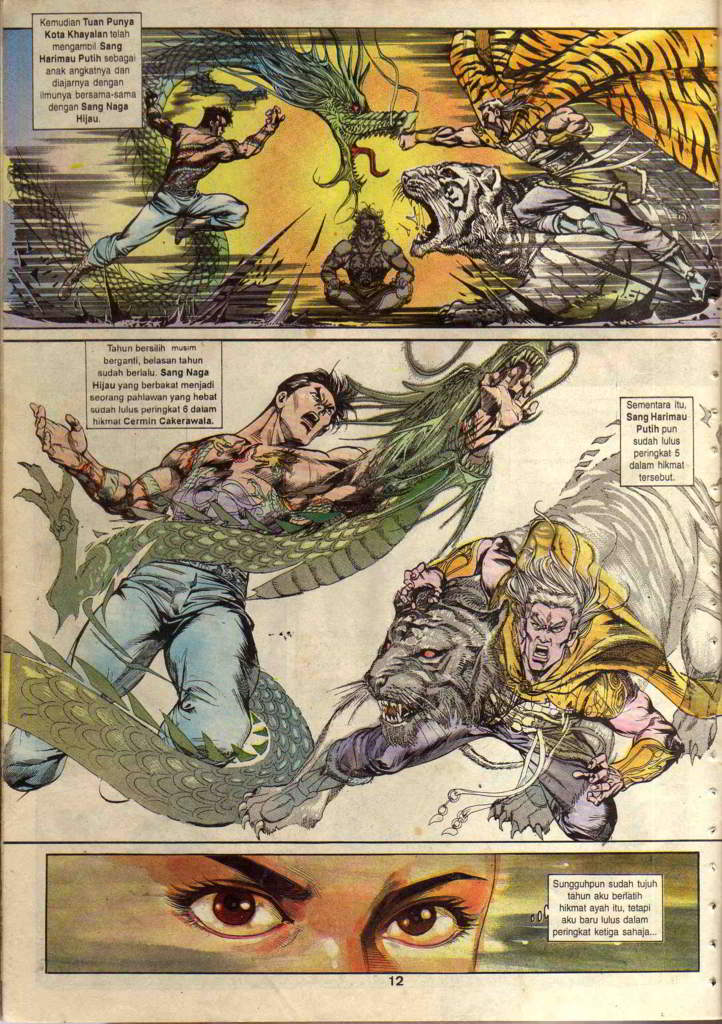 Kemudian Tuan Punya
Kota Khayalan telah
mengambil Sang
Harimau Putih sebagai
anak angkatnya dan
diajarnya dengan
ilmunya bersama-sama
dengan Sang Naga
Hijau.
Tahun bersilih musim
berganti, belasan tahun
sudah berlalu. Sang Naga
Hijau yang berbakat menjadi
seorang pahlawan yang hebat
sudah lulus peringkat 6 dalam
hikmat Cermin Cakerawala.
Sementara itu,
Sang Harimau
Putih pun
sudah lulus
peringkat 5
dalam hikmat
tersebut.
Sungguhpun sudah tujuh
tahun aku berlatih
hikmat ayah itu, tetapi
aku baru lulus dalam
peringkat ketiga sahaja...
12